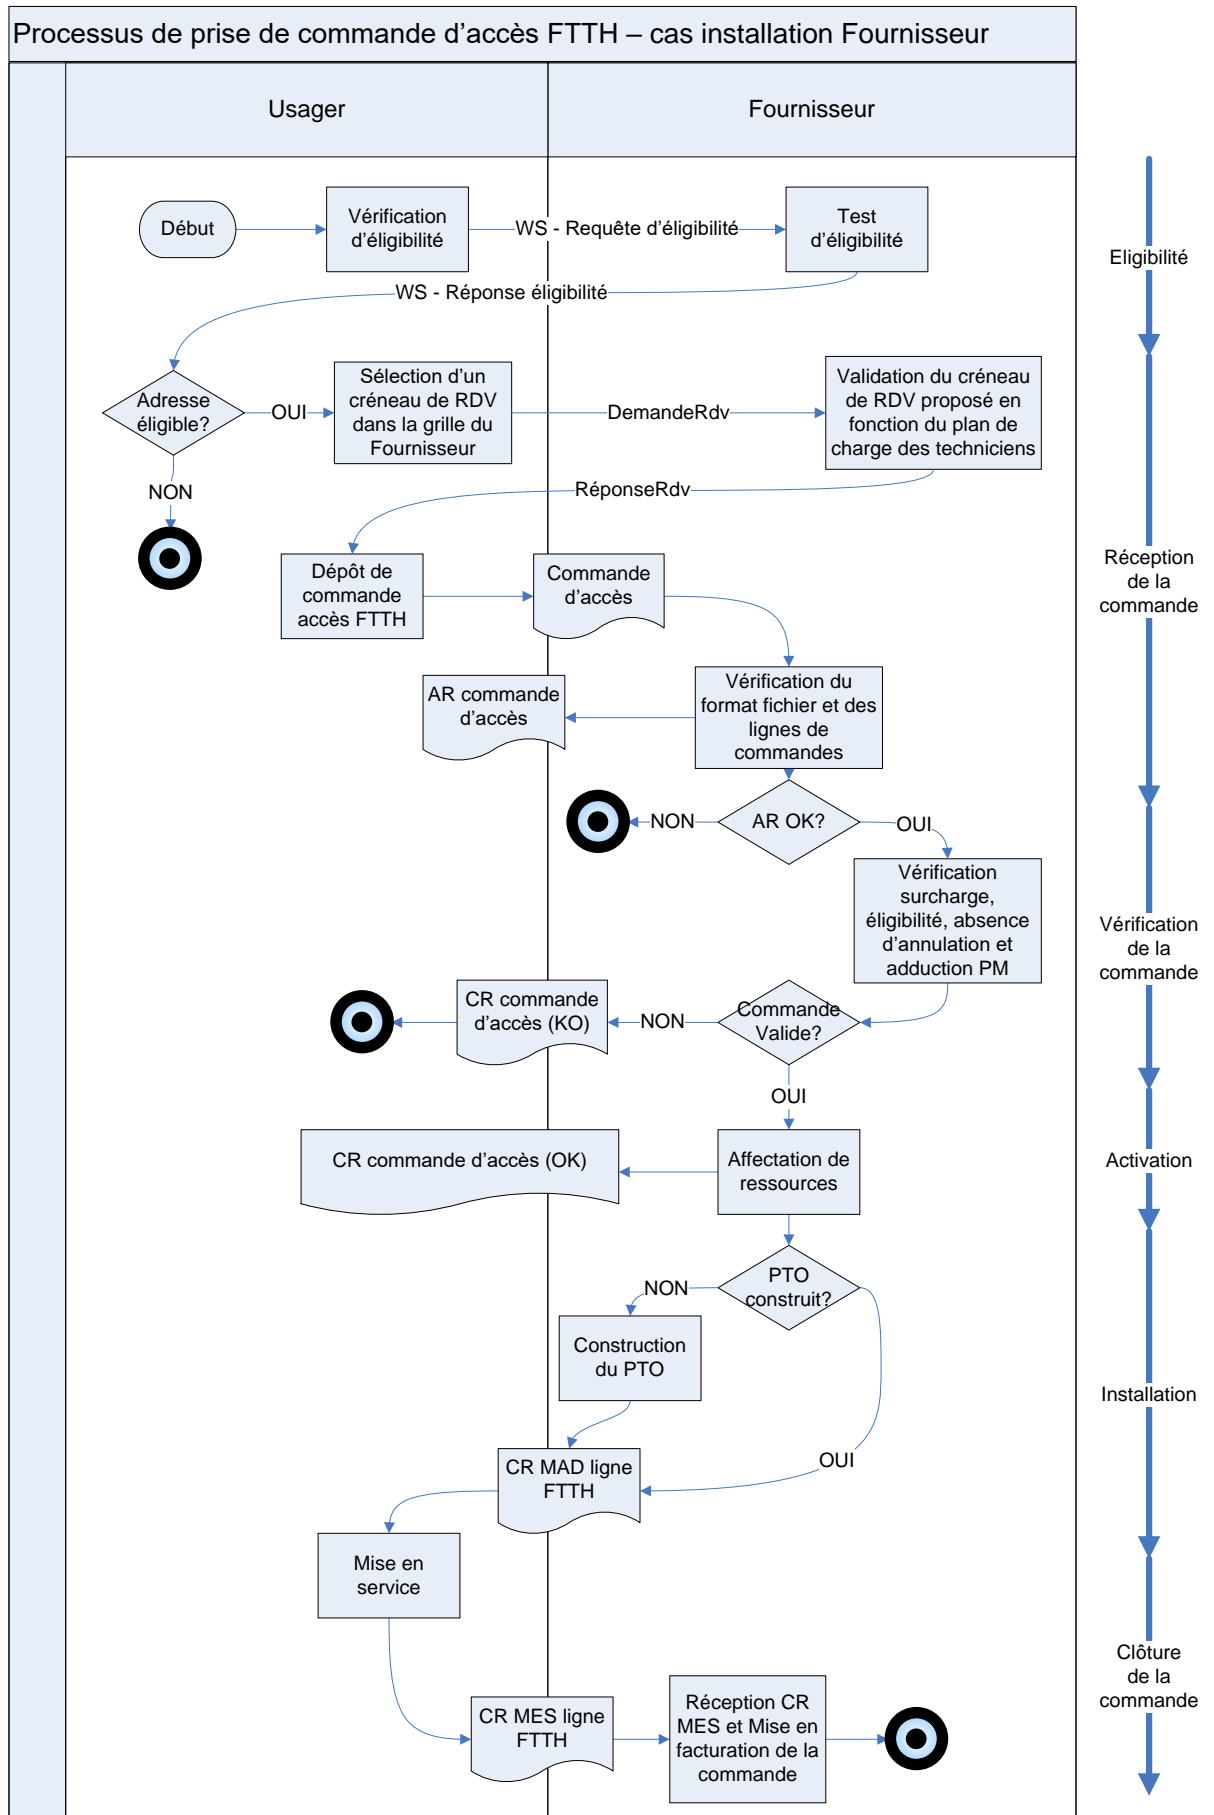 Processus de prise de commande d'accès FTTH – cas installation Fournisseur
Usager
Fournisseur
Début
Vérification
d'éligibilité
WS - Requête d'éligibilité
Test
d'éligibilité
Eligibilité
WS - Réponse éligibilité
Adresse
éligible?
OUI
Sélection d'un
créneau de RDV
dans la grille du
Fournisseur
DemandeRdv
Validation du créneau
de RDV proposé en
fonction du plan de
charge des techniciens
NON
RéponseRdv
Dépôt de
commande
accès FTTH
Commande
d'accès
Réception
de la
commande
AR commande
d'accès
Vérification du
format fichier et des
lignes de
commandes
NON
AR OK?
OUI
Vérification
surcharge,
éligibilité, absence
d'annulation et
adduction PM
Vérification
de la
commande
CR commande
d'accès (KO)
NON
Commande
Valide?
OUI
CR commande d'accès (OK)
Affectation de
ressources
Activation
PTO
construit?
NON
Construction
du PTO
Installation
OUI
CR MAD ligne
FTTH
Mise en
service
Clôture
de la
commande
CR MES ligne
FTTH
Réception CR
MES et Mise en
facturation de la
commande